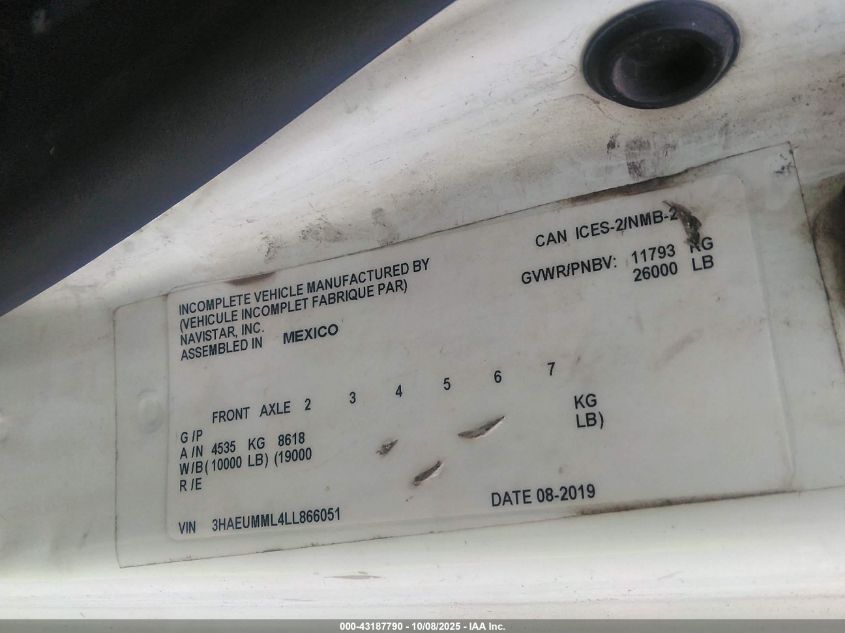 CAN ICES-2/NMB-2
GVWR/PNBV: 11793 KG
26000 LB
INCOMPLETE VEHICLE MANUFACTURED BY
(VEHICULE INCOMPLET FABRIQUE PAR)
NAVISTAR, INC.
ASSEMBLED IN MEXICO
FRONT AXLE 2 3 4 5 6 7
G /P
A /N 4535 KG 8618 KG
W/B (10000 LB) (19000 LB)
R /E
VIN 3HAEUMML4LL866051
DATE 08-2019
000-43187790 - 10/08/2025 - IAA Inc.